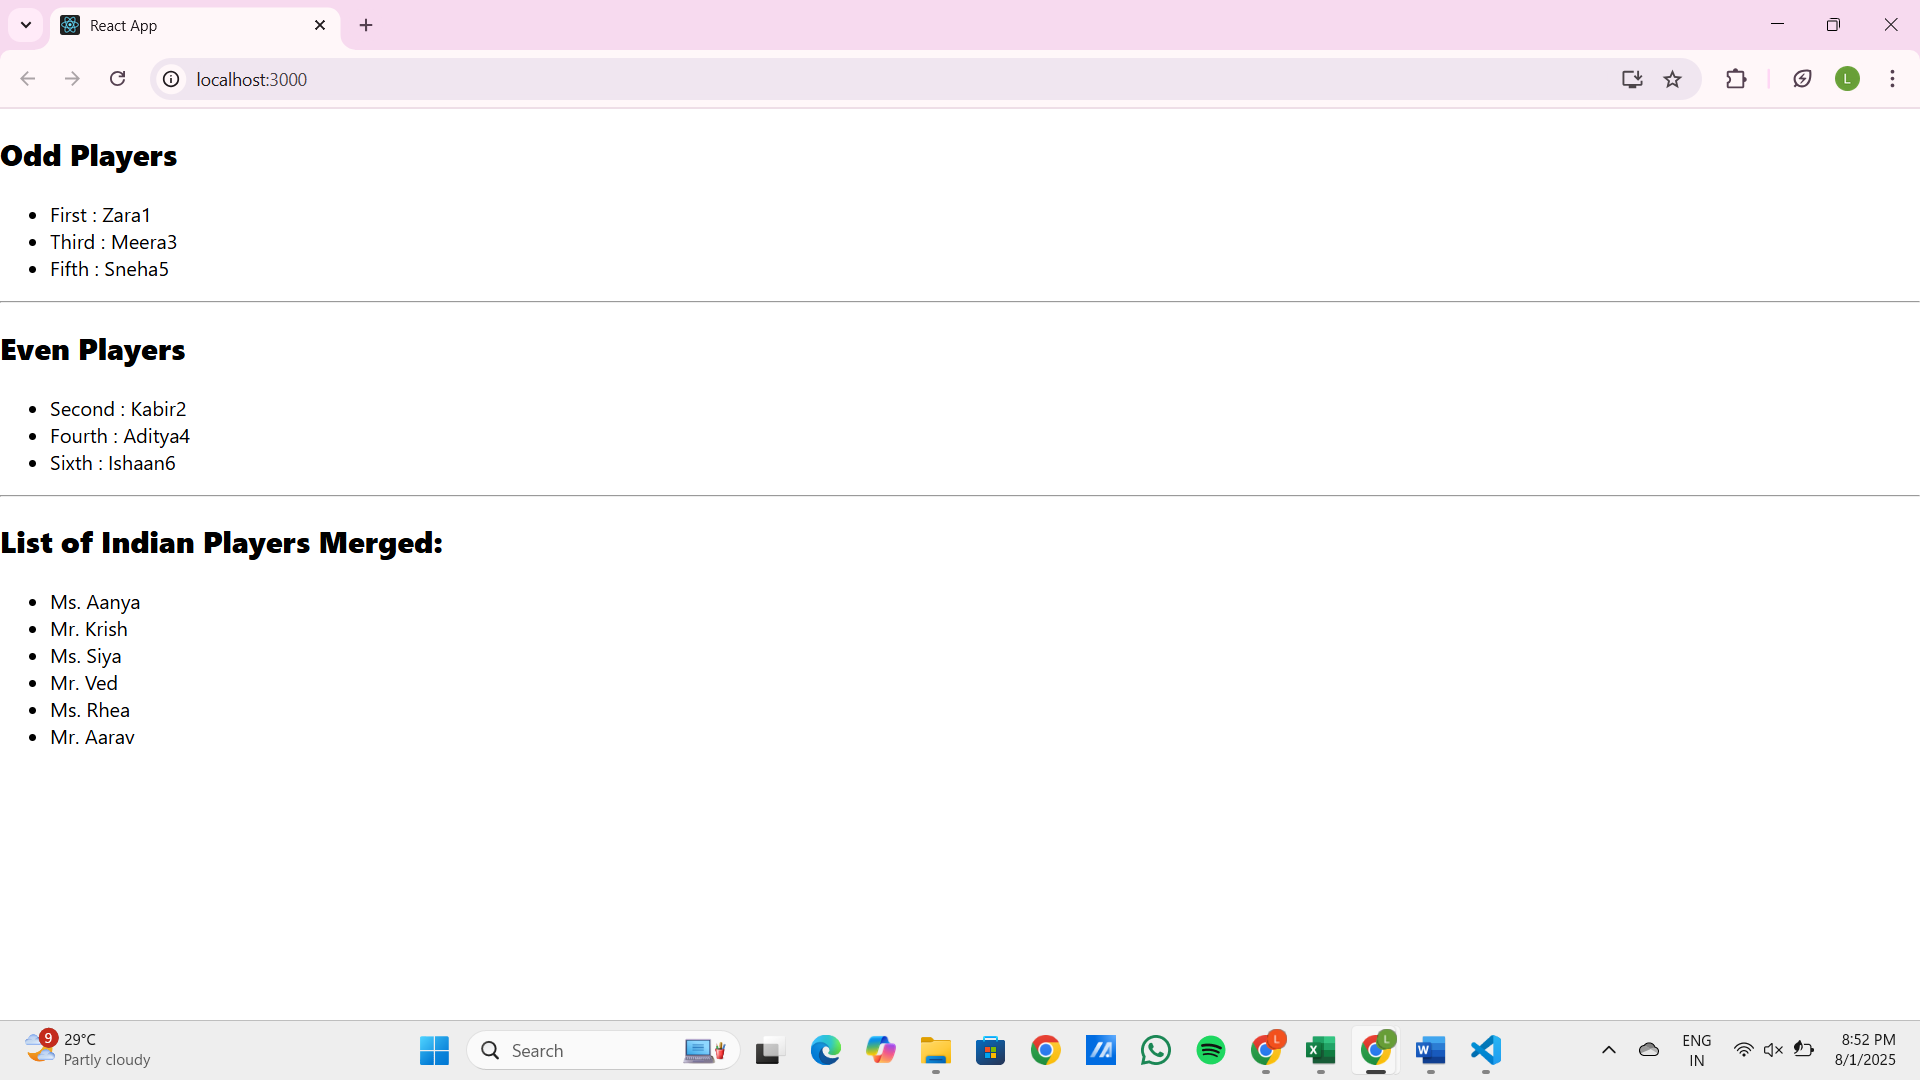 React App
localhost:3000
L
Odd Players
First : Zara1
Third : Meera3
Fifth : Sneha5
Even Players
Second : Kabir2
Fourth : Aditya4
Sixth : Ishaan6
List of Indian Players Merged:
Ms. Aanya
Mr. Krish
Ms. Siya
Mr. Ved
Ms. Rhea
Mr. Aarav
9
29°C
Partly cloudy
Search
L
L
ENG
IN
8:52 PM
8/1/2025